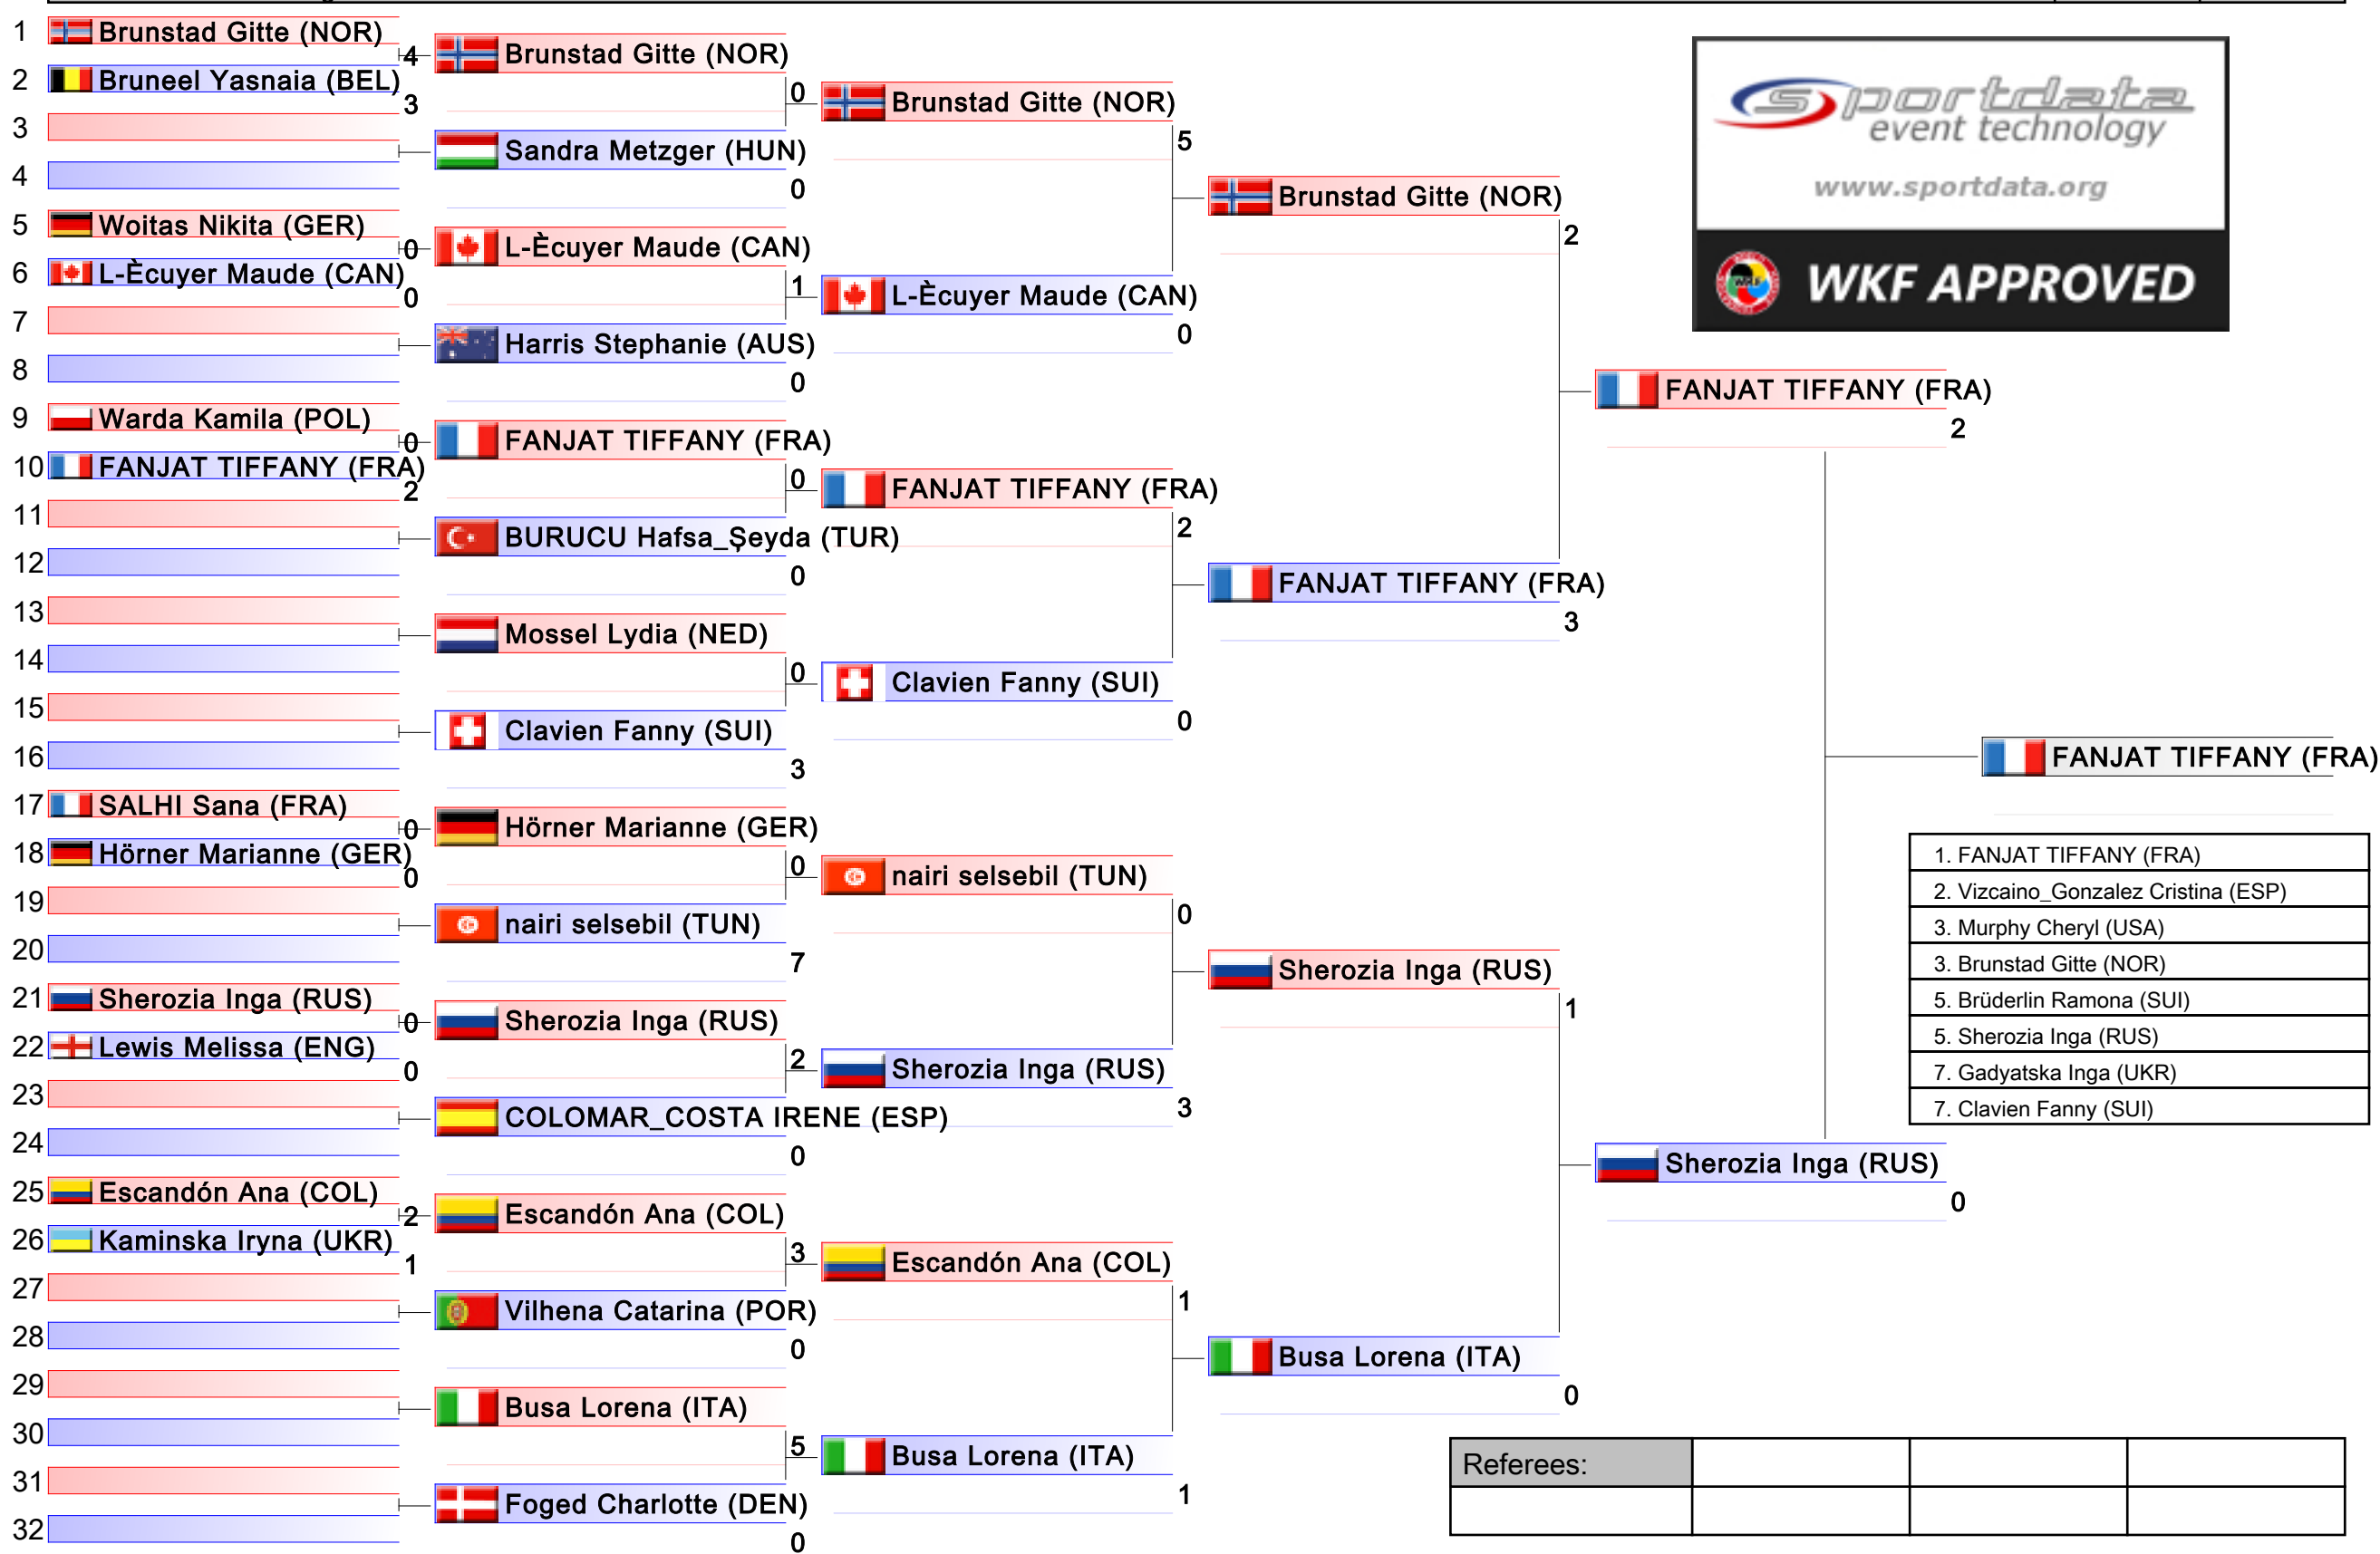 1 Brunstad Gitte (NOR)
4
2 Bruneel Yasnaia (BEL)
3
3
4
5 Woitas Nikita (GER)
0
6 L-Ècuyer Maude (CAN)
0
7
8
9 Warda Kamila (POL)
0
10 FANJAT TIFFANY (FRA)
2
11
12
13
14
15
16
17 SALHI Sana (FRA)
0
18 Hörner Marianne (GER)
0
19
20
21 Sherozia Inga (RUS)
0
22 Lewis Melissa (ENG)
0
23
24
25 Escandón Ana (COL)
2
26 Kaminska Iryna (UKR)
1
27
28
29
30
31
32
Brunstad Gitte (NOR)
0
Sandra Metzger (HUN)
0
L-Ècuyer Maude (CAN)
1
Harris Stephanie (AUS)
0
FANJAT TIFFANY (FRA)
0
BURUCU Hafsa_Şeyda (TUR)
0
Mossel Lydia (NED)
0
Clavien Fanny (SUI)
3
Hörner Marianne (GER)
0
nairi selsebil (TUN)
7
Sherozia Inga (RUS)
2
COLOMAR_COSTA IRENE (ESP)
0
Escandón Ana (COL)
3
Vilhena Catarina (POR)
0
Busa Lorena (ITA)
5
Foged Charlotte (DEN)
0
Brunstad Gitte (NOR)
5
L-Ècuyer Maude (CAN)
0
FANJAT TIFFANY (FRA)
2
Clavien Fanny (SUI)
0
nairi selsebil (TUN)
0
Sherozia Inga (RUS)
3
Escandón Ana (COL)
1
Busa Lorena (ITA)
1
Brunstad Gitte (NOR)
2
FANJAT TIFFANY (FRA)
3
Sherozia Inga (RUS)
1
Busa Lorena (ITA)
0
FANJAT TIFFANY (FRA)
2
Sherozia Inga (RUS)
0
FANJAT TIFFANY (FRA)
sportdata
event technology
www.sportdata.org
WKF APPROVED
1. FANJAT TIFFANY (FRA)
2. Vizcaino_Gonzalez Cristina (ESP)
3. Murphy Cheryl (USA)
3. Brunstad Gitte (NOR)
5. Brüderlin Ramona (SUI)
5. Sherozia Inga (RUS)
7. Gadyatska Inga (UKR)
7. Clavien Fanny (SUI)
Referees: